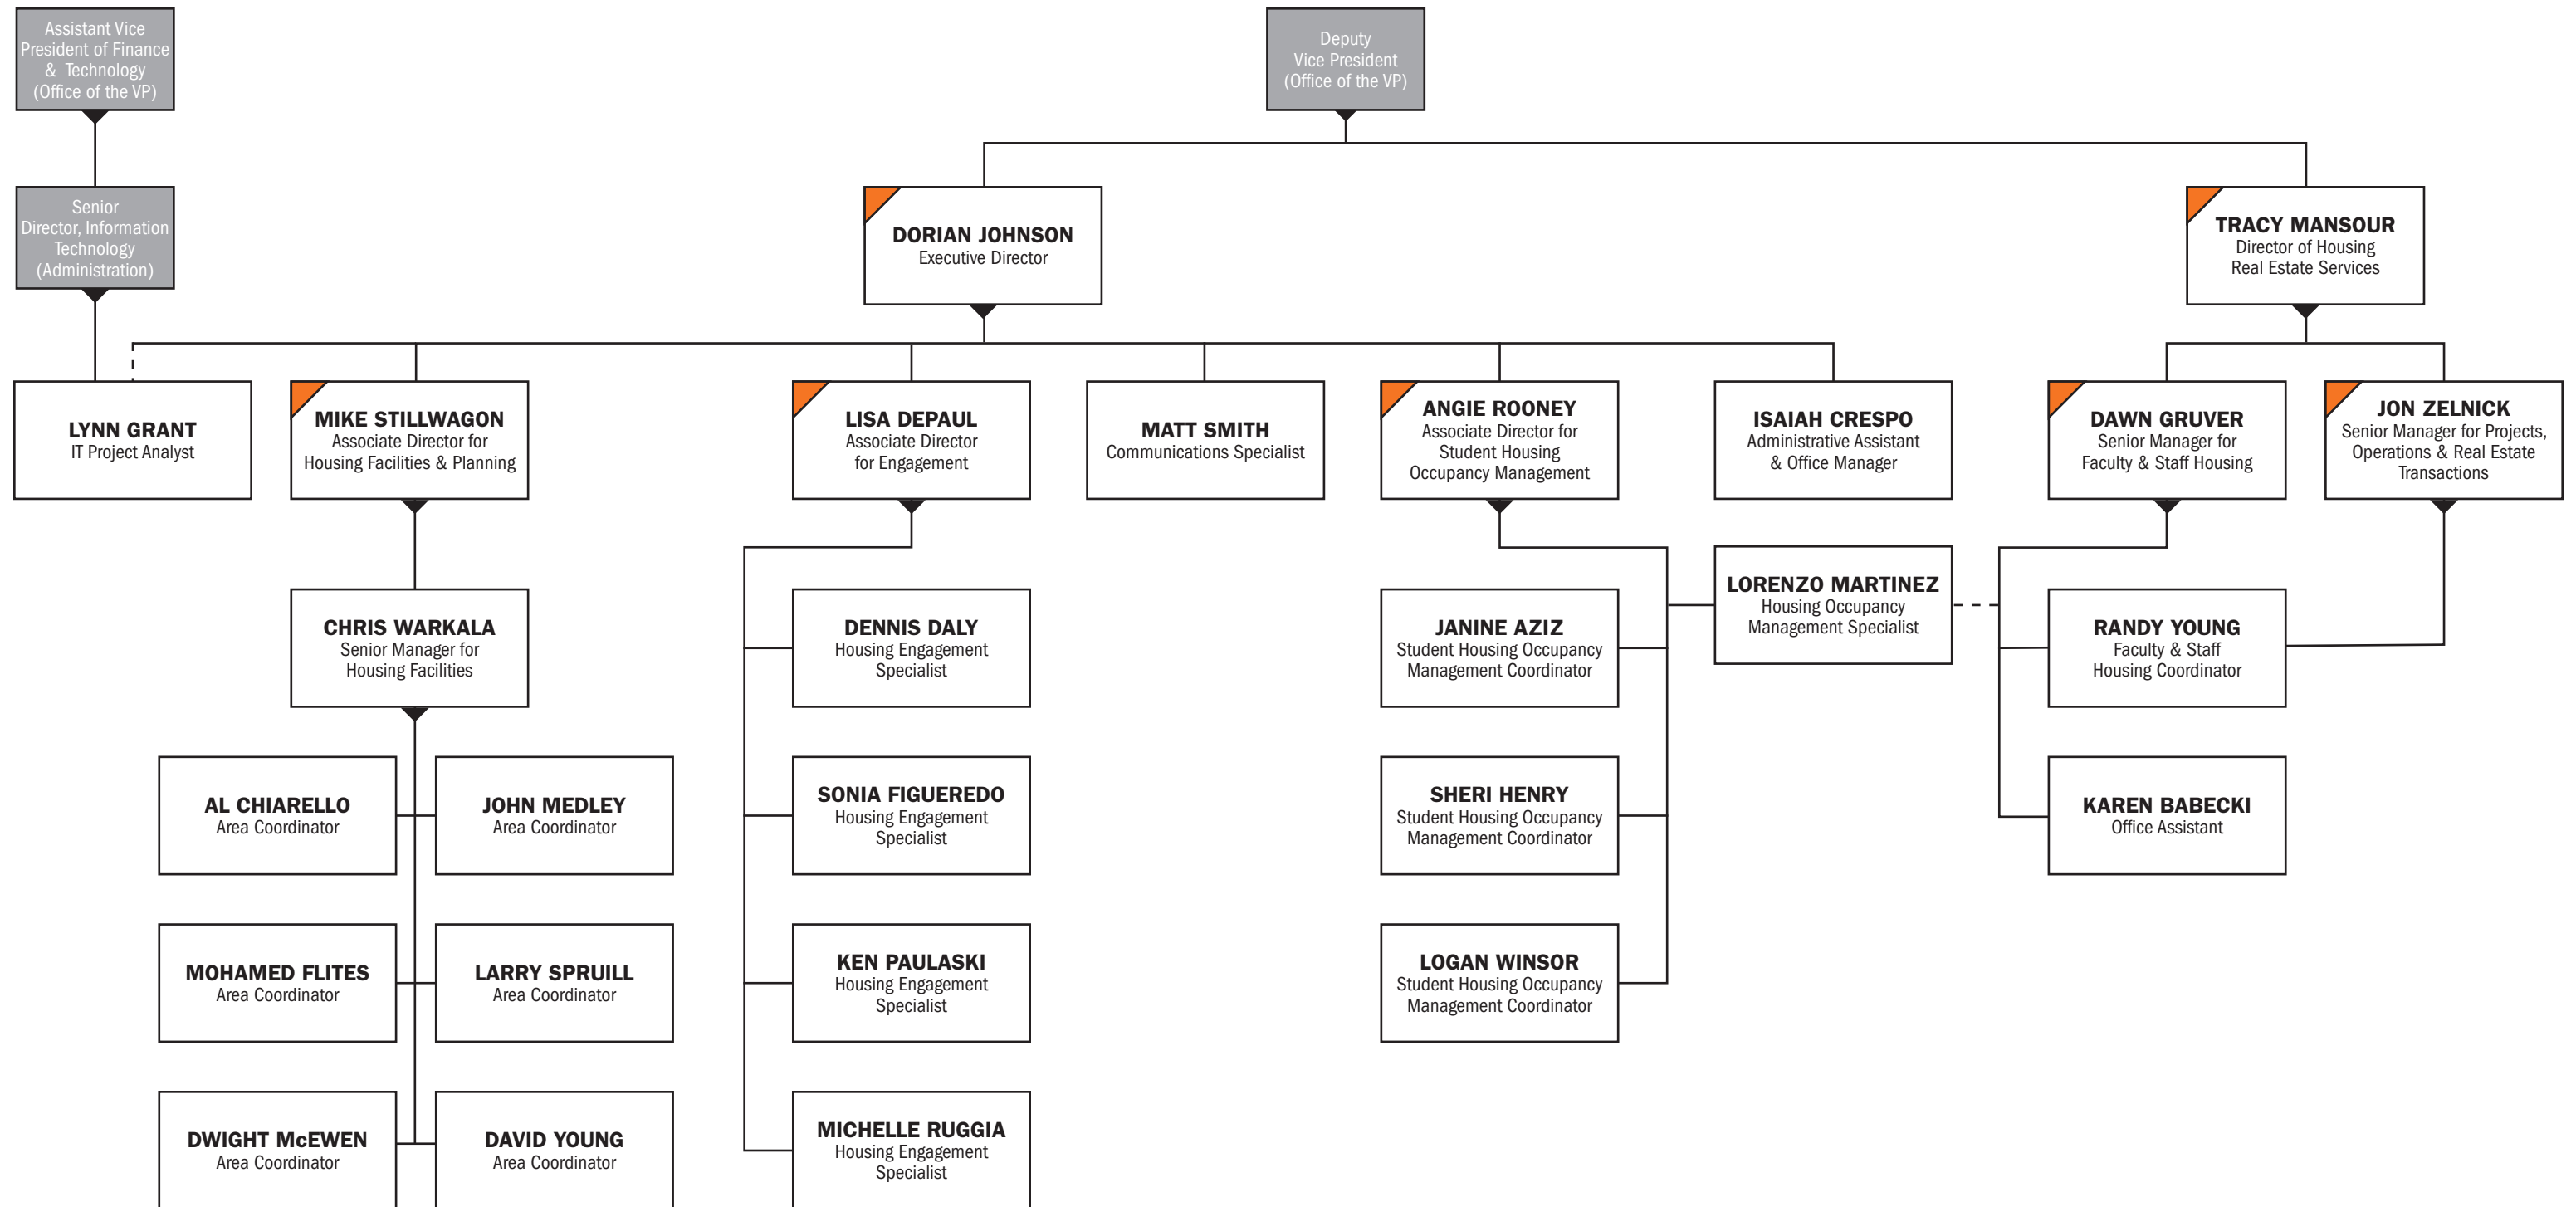 Assistant Vice
President of Finance
& Technology
(Office of the VP)
Deputy
Vice President
(Office of the VP)
Senior
Director, Information
Technology
(Administration)
DORIAN JOHNSON
Executive Director
TRACY MANSOUR
Director of Housing
Real Estate Services
LYNN GRANT
IT Project Analyst
MIKE STILLWAGON
Associate Director for
Housing Facilities & Planning
LISA DEPAUL
Associate Director
for Engagement
MATT SMITH
Communications Specialist
ANGIE ROONEY
Associate Director for
Student Housing
Occupancy Management
ISAIAH CRESPO
Administrative Assistant
& Office Manager
DAWN GRUVER
Senior Manager for
Faculty & Staff Housing
JON ZELNICK
Senior Manager for Projects,
Operations & Real Estate
Transactions
CHRIS WARKALA
Senior Manager for
Housing Facilities
DENNIS DALY
Housing Engagement
Specialist
JANINE AZIZ
Student Housing Occupancy
Management Coordinator
LORENZO MARTINEZ
Housing Occupancy
Management Specialist
RANDY YOUNG
Faculty & Staff
Housing Coordinator
AL CHIARELLO
Area Coordinator
JOHN MEDLEY
Area Coordinator
SONIA FIGUEREDO
Housing Engagement
Specialist
SHERI HENRY
Student Housing Occupancy
Management Coordinator
KAREN BABECKI
Office Assistant
MOHAMED FLITES
Area Coordinator
LARRY SPRUILL
Area Coordinator
KEN PAULASKI
Housing Engagement
Specialist
LOGAN WINSOR
Student Housing Occupancy
Management Coordinator
DWIGHT McEWEN
Area Coordinator
DAVID YOUNG
Area Coordinator
MICHELLE RUGGIA
Housing Engagement
Specialist